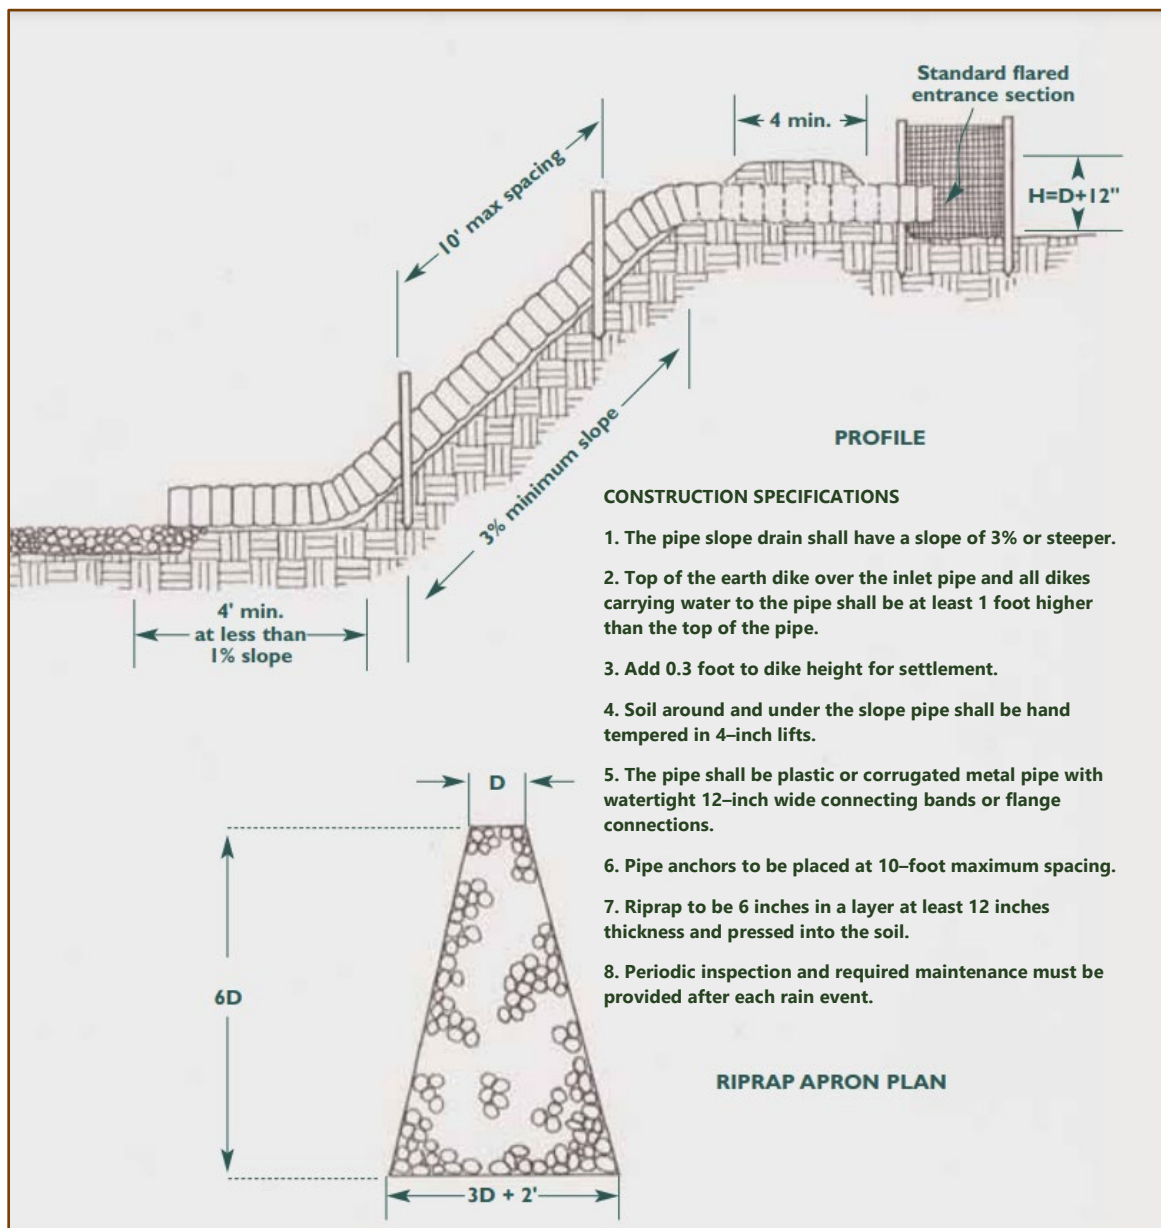 Standard flared
entrance section
4 min.
10' max spacing
H=D+12"
3% minimum slope
PROFILE
4' min.
at less than
1% slope
CONSTRUCTION SPECIFICATIONS
1. The pipe slope drain shall have a slope of 3% or steeper.
2. Top of the earth dike over the inlet pipe and all dikes
carrying water to the pipe shall be at least 1 foot higher
than the top of the pipe.
3. Add 0.3 foot to dike height for settlement.
4. Soil around and under the slope pipe shall be hand
tempered in 4–inch lifts.
5. The pipe shall be plastic or corrugated metal pipe with
watertight 12–inch wide connecting bands or flange
connections.
6. Pipe anchors to be placed at 10–foot maximum spacing.
7. Riprap to be 6 inches in a layer at least 12 inches
thickness and pressed into the soil.
8. Periodic inspection and required maintenance must be
provided after each rain event.
D
6D
3D + 2'
RIPRAP APRON PLAN